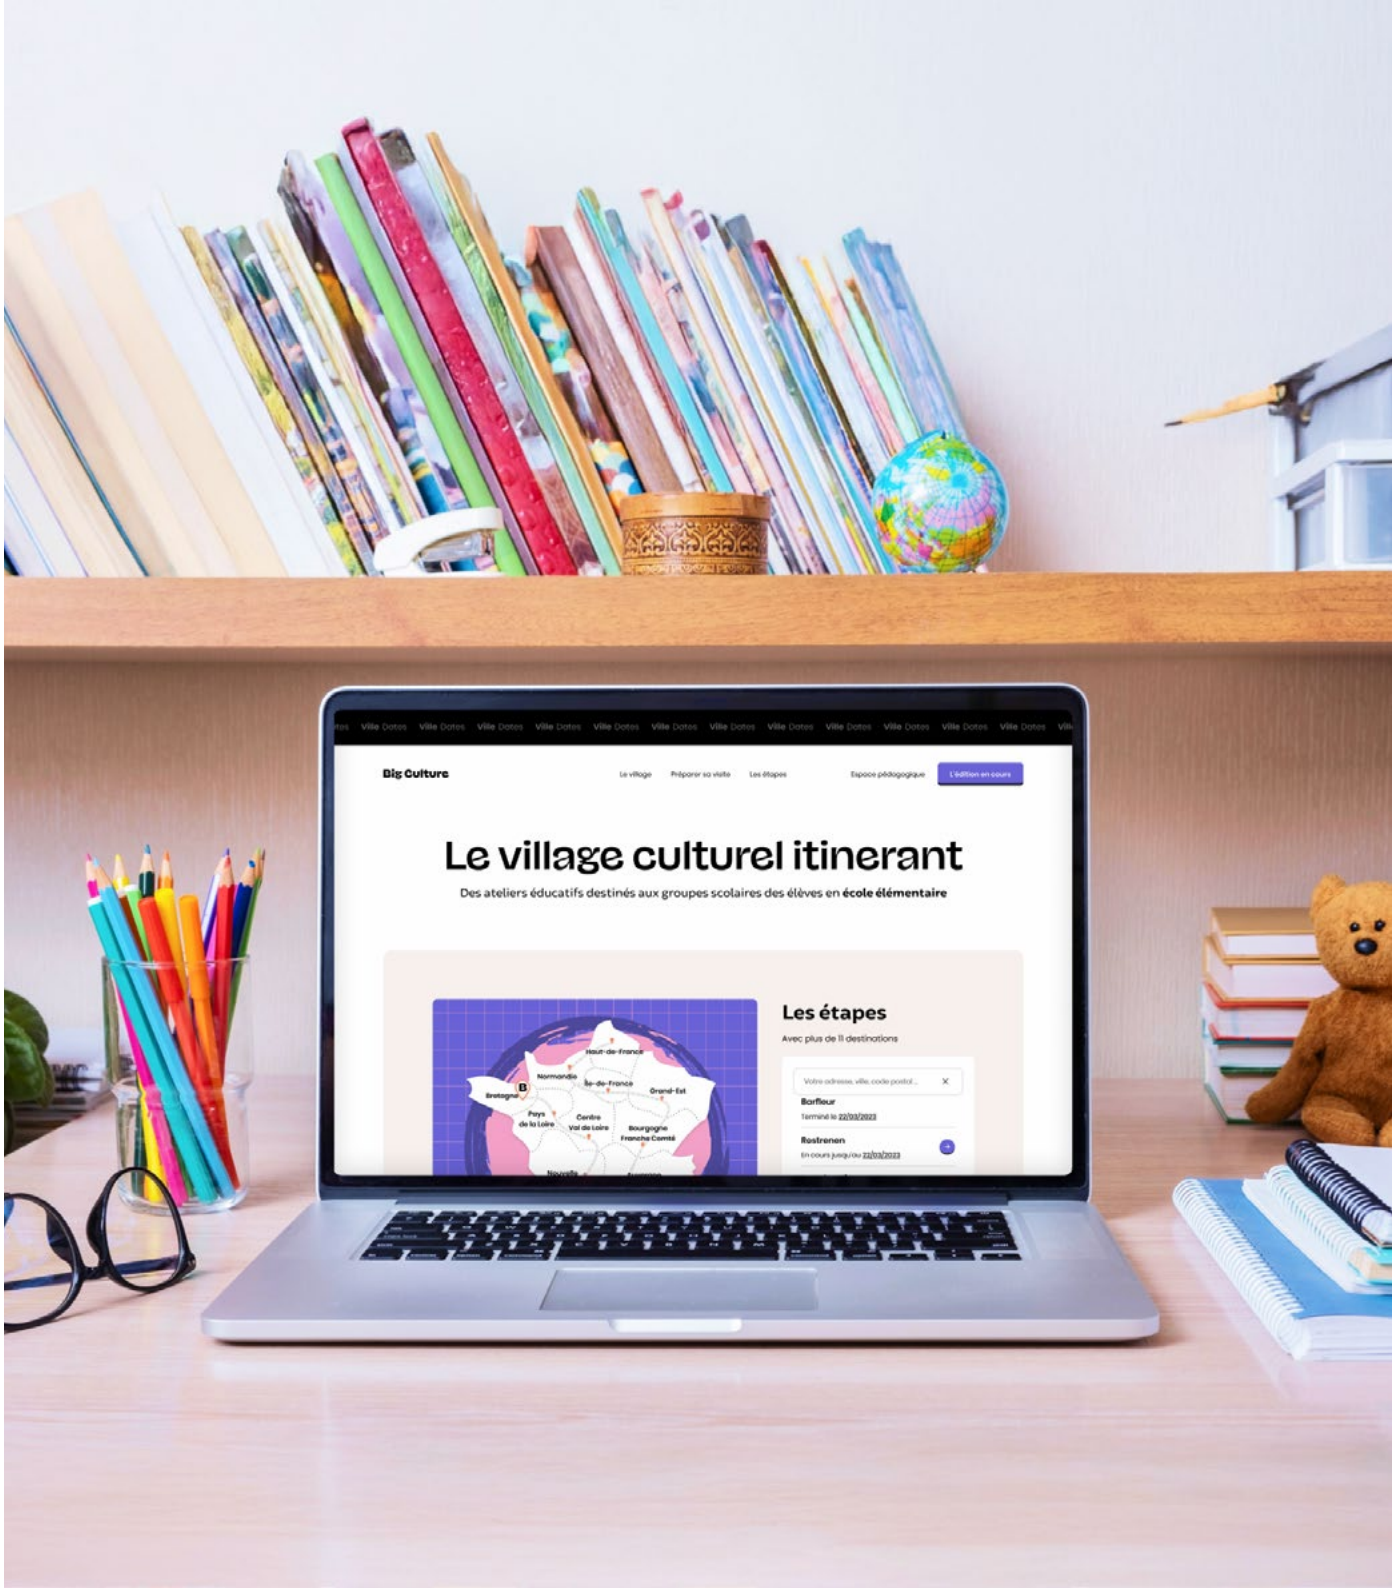 Ville Dates Ville Dates Ville Dates Ville Dates Ville Dates Ville Dates Ville Dates Ville Dates Ville Dates Ville Dates Ville Dates Ville Dates
Big Culture
Le village Préparer sa visite Les étapes Espace pédagogique L'édition en cours
Le village culturel itinerant
Des ateliers éducatifs destinés aux groupes scolaires des élèves en école élémentaire
Les étapes
Avec plus de 11 destinations
Votre adresse, ville, code postal ...
Barfleur
Terminé le 22/03/2023
Rostrenen
En cours jusqu'au 22/03/2023
Haut-de-France
Normandie
Île-de-France
Grand-Est
B
Bretagne
Pays
de la Loire
Centre
Val de Loire
Bourgogne
Franche Comté
Nouvelle